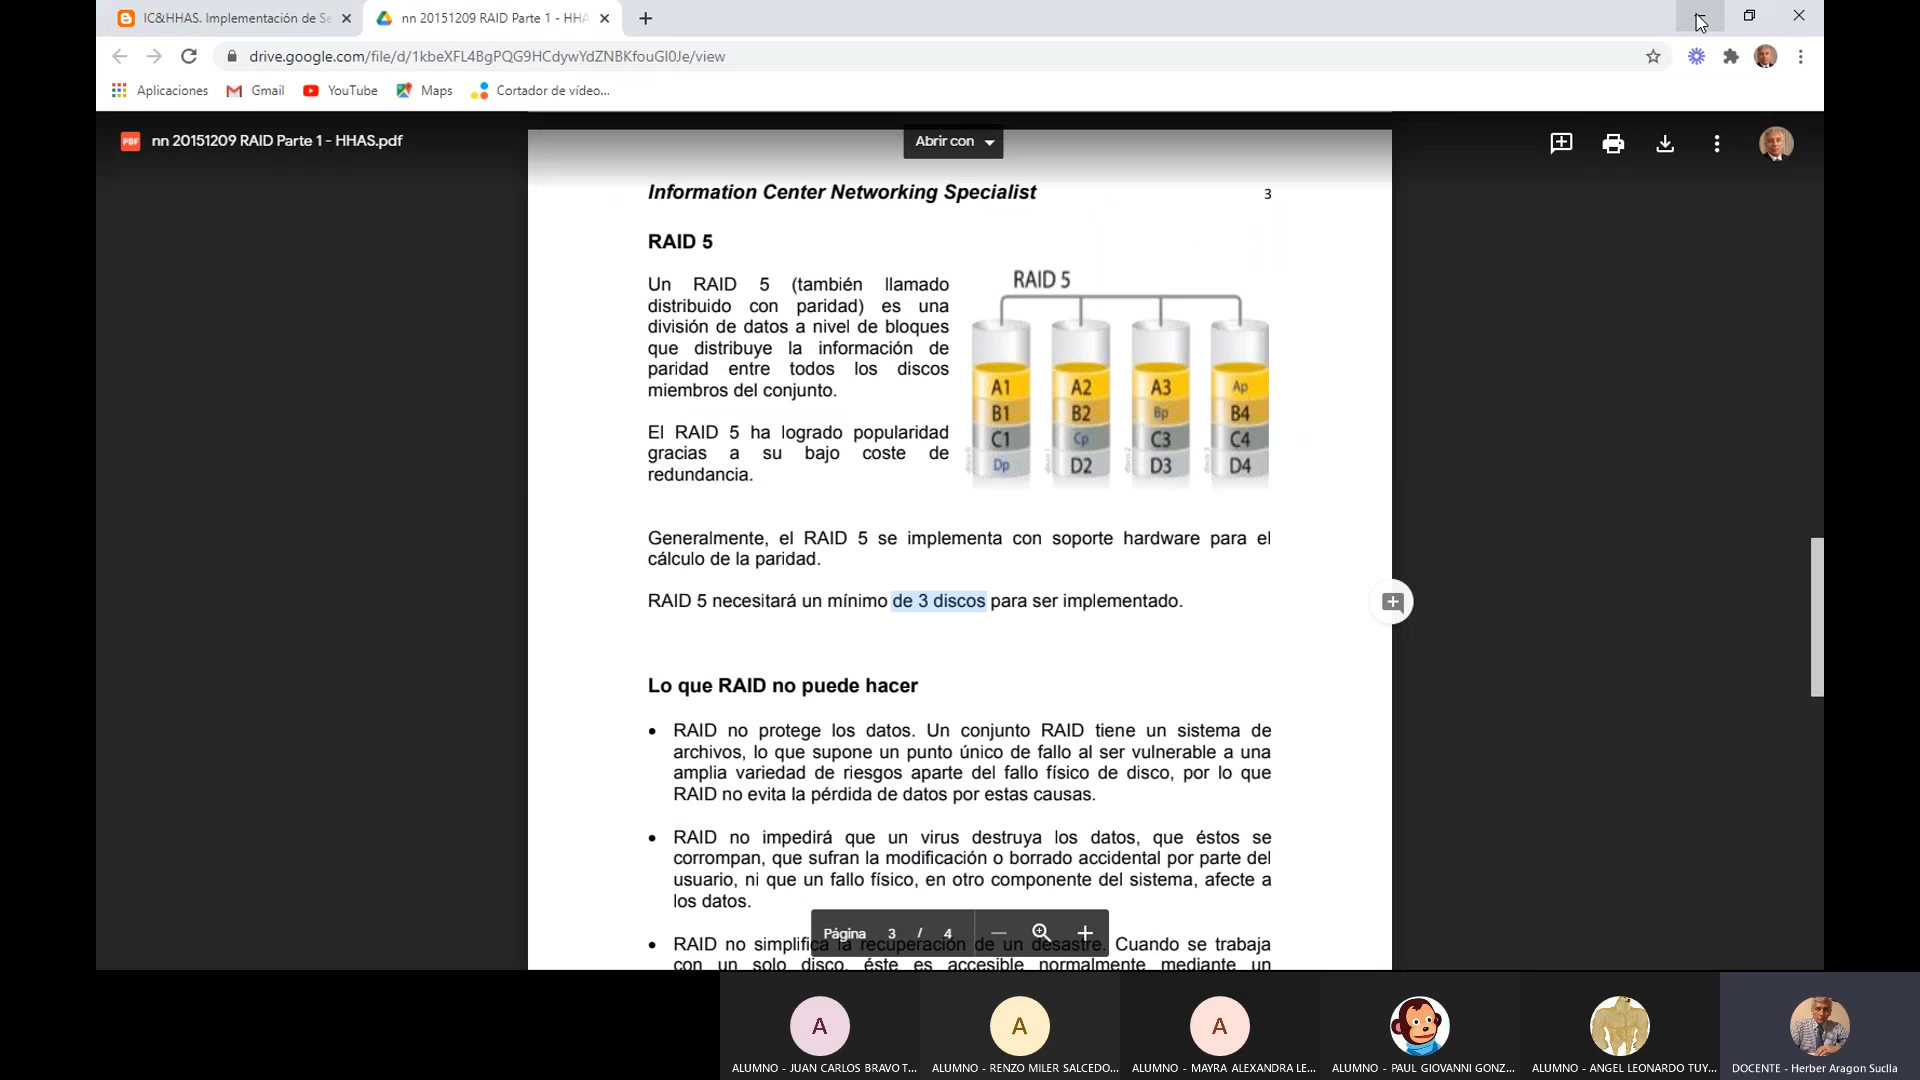 IC&HHAS. Implementación de Se
nn 20151209 RAID Parte 1 - HHA
drive.google.com/file/d/1kbeXFL4BgPQG9HCdywYdZNBKfouGl0Je/view
Aplicaciones Gmail YouTube Maps Cortador de vídeo...
PDF nn 20151209 RAID Parte 1 - HHAS.pdf
Abrir con
Information Center Networking Specialist 3
RAID 5
Un RAID 5 (también llamado
distribuido con paridad) es una
división de datos a nivel de bloques
que distribuye la información de
paridad entre todos los discos
miembros del conjunto.
El RAID 5 ha logrado popularidad
gracias a su bajo coste de
redundancia.
RAID 5
A1 A2 A3 Ap
B1 B2 Bp B4
C1 Cp C3 C4
Dp D2 D3 D4
Generalmente, el RAID 5 se implementa con soporte hardware para el
cálculo de la paridad.
RAID 5 necesitará un mínimo de 3 discos para ser implementado.
Lo que RAID no puede hacer
• RAID no protege los datos. Un conjunto RAID tiene un sistema de
archivos, lo que supone un punto único de fallo al ser vulnerable a una
amplia variedad de riesgos aparte del fallo físico de disco, por lo que
RAID no evita la pérdida de datos por estas causas.
• RAID no impedirá que un virus destruya los datos, que éstos se
corrompan, que sufran la modificación o borrado accidental por parte del
usuario, ni que un fallo físico, en otro componente del sistema, afecte a
los datos.
• RAID no simplifica la recuperación de un desastre. Cuando se trabaja
con un solo disco, éste es accesible normalmente mediante un
Página 3 / 4
A A A
ALUMNO - JUAN CARLOS BRAVO T... ALUMNO - RENZO MILER SALCEDO... ALUMNO - MAYRA ALEXANDRA LE... ALUMNO - PAUL GIOVANNI GONZ... ALUMNO - ANGEL LEONARDO TUY... DOCENTE - Herber Aragon Suclla